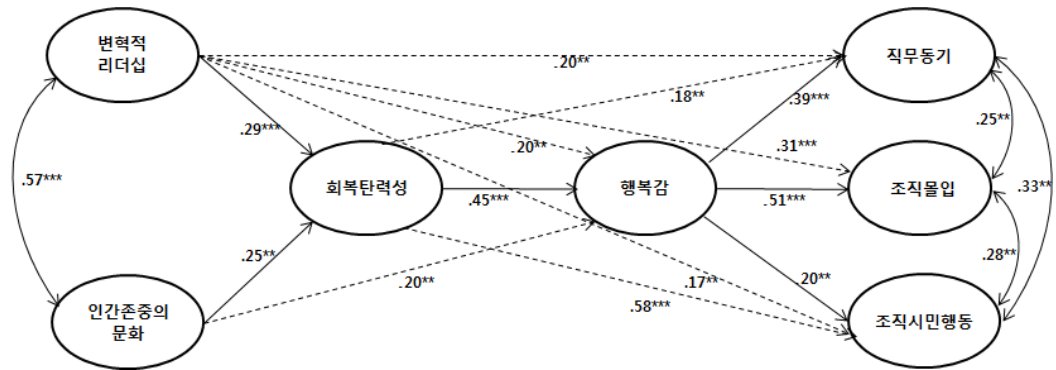 변혁적
리더십
직무동기
.20**
.18**
.39***
.25**
.29***
.20**
.31***
.57***
회복탄력성
행복감
조직몰입
.45***
.51***
.33**
.25**
.20**
.17**
.20**
.28**
.58***
인간존중의
문화
조직시민행동